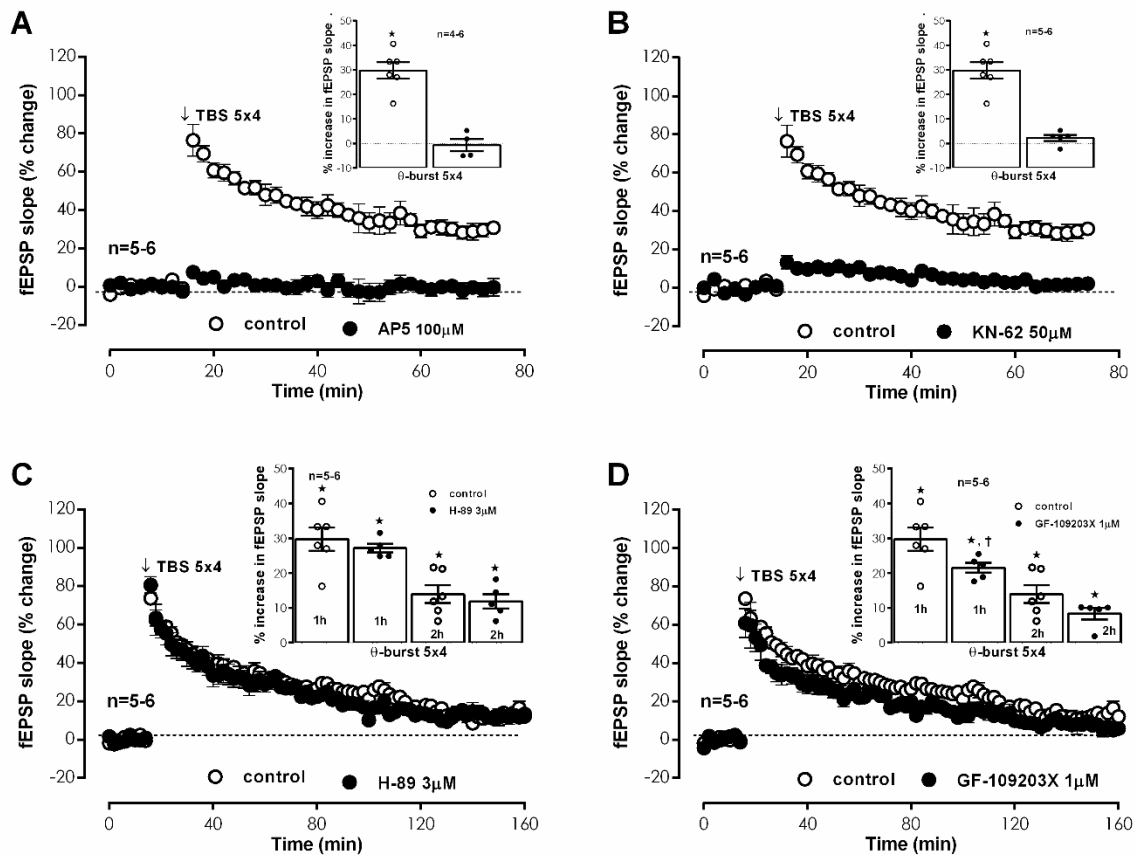 A
120
100
80
60
40
20
0
-20
fEPSP slope (% change)
↓ TBS 5x4
n=5-6
control
AP5 100μM
0 20 40 60 80
Time (min)
50
40
30
20
10
0
-10
% increase in fEPSP slope
★
n=4-6
θ-burst 5x4
B
120
100
80
60
40
20
0
-20
fEPSP slope (% change)
↓ TBS 5x4
n=5-6
control
KN-62 50μM
0 20 40 60 80
Time (min)
50
40
30
20
10
0
-10
% increase in fEPSP slope
★
n=5-6
θ-burst 5x4
C
120
100
80
60
40
20
0
-20
fEPSP slope (% change)
↓ TBS 5x4
n=5-6
control
H-89 3μM
0 40 80 120 160
Time (min)
50
40
30
20
10
0
% increase in fEPSP slope
n=5-6
★ ★ ★ ★
control
H-89 3μM
1h 1h 2h 2h
θ-burst 5x4
D
120
100
80
60
40
20
0
-20
fEPSP slope (% change)
↓ TBS 5x4
n=5-6
control
GF-109203X 1μM
0 40 80 120 160
Time (min)
50
40
30
20
10
0
% increase in fEPSP slope
n=5-6
★ ★,† ★ ★
control
GF-109203X 1μM
1h 1h 2h 2h
θ-burst 5x4